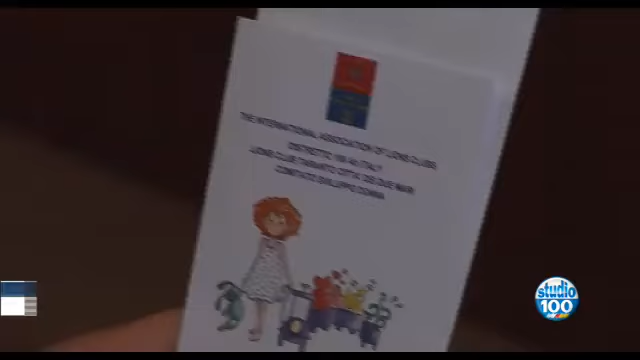 THE INTERNATIONAL ASSOCIATION OF LIONS CLUBS
DISTRETTO 108 Ab ITALY
LIONS CLUB TARANTO CITTA' DEI DUE MARI
COMITATO SVILUPPO DONNA
studio
100